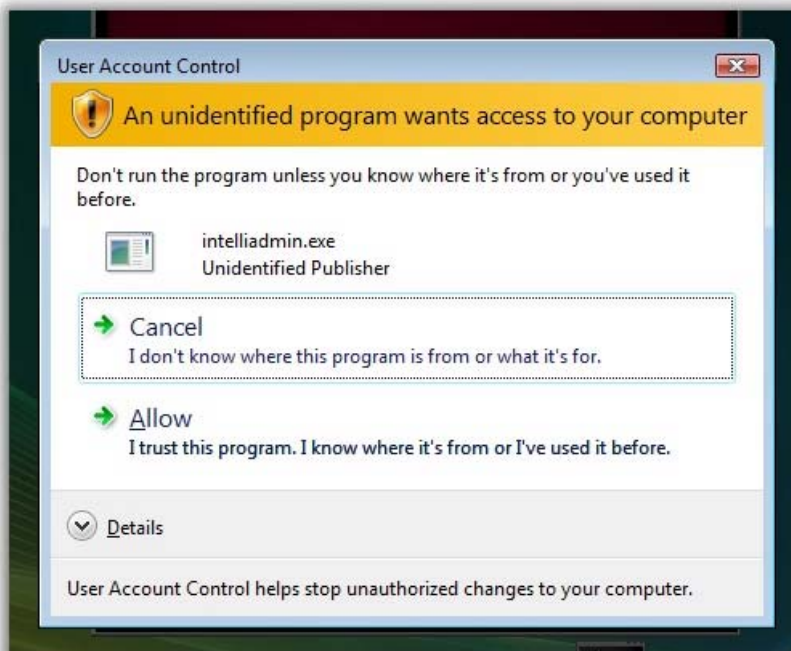 User Account Control
An unidentified program wants access to your computer
Don't run the program unless you know where it's from or you've used it
before.
intelliadmin.exe
Unidentified Publisher
Cancel
I don't know where this program is from or what it's for.
Allow
I trust this program. I know where it's from or I've used it before.
Details
User Account Control helps stop unauthorized changes to your computer.